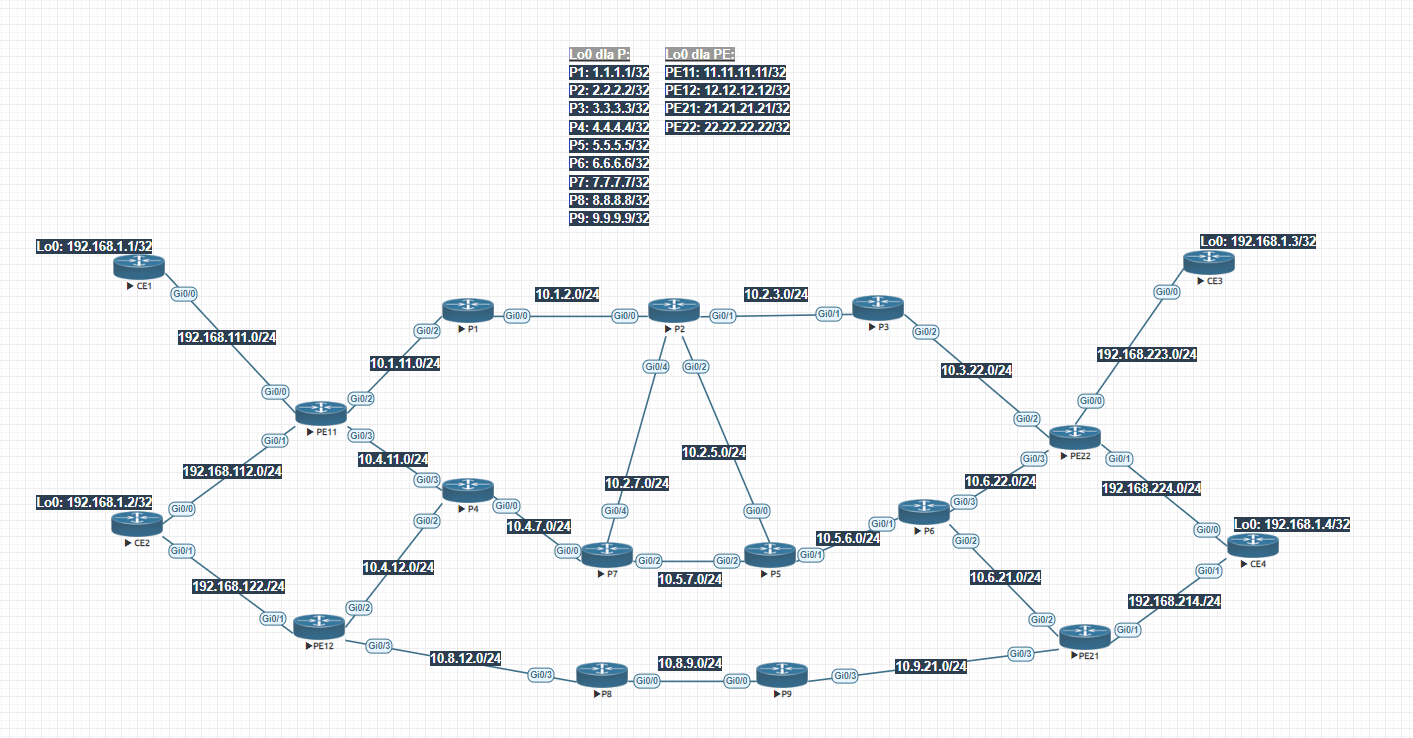 Lo0 dla P:
P1: 1.1.1.1/32
P2: 2.2.2.2/32
P3: 3.3.3.3/32
P4: 4.4.4.4/32
P5: 5.5.5.5/32
P6: 6.6.6.6/32
P7: 7.7.7.7/32
P8: 8.8.8.8/32
P9: 9.9.9.9/32
Lo0 dla PE:
PE11: 11.11.11.11/32
PE12: 12.12.12.12/32
PE21: 21.21.21.21/32
PE22: 22.22.22.22/32
Lo0: 192.168.1.1/32
CE1
Gi0/0
192.168.111.0/24
Gi0/0
PE11
Gi0/1
Gi0/2
Gi0/3
192.168.112.0/24
Lo0: 192.168.1.2/32
Gi0/0
CE2
Gi0/1
192.168.122./24
Gi0/1
PE12
Gi0/2
Gi0/3
10.1.11.0/24
Gi0/2
P1
Gi0/0
10.1.2.0/24
Gi0/0
P2
Gi0/1
Gi0/4
Gi0/2
10.2.3.0/24
Gi0/1
P3
Gi0/2
10.3.22.0/24
Gi0/2
10.4.11.0/24
Gi0/3
P4
Gi0/0
Gi0/2
10.4.7.0/24
10.4.12.0/24
10.2.7.0/24
10.2.5.0/24
Gi0/4
Gi0/0
Gi0/0
P7
Gi0/2
10.5.7.0/24
Gi0/2
P5
Gi0/1
10.5.6.0/24
Gi0/1
P6
Gi0/3
Gi0/2
10.6.22.0/24
Gi0/3
PE22
Gi0/0
Gi0/1
192.168.223.0/24
Gi0/0
Lo0: 192.168.1.3/32
CE3
192.168.224.0/24
Gi0/0
Lo0: 192.168.1.4/32
CE4
Gi0/1
192.168.214./24
Gi0/1
10.6.21.0/24
Gi0/2
PE21
Gi0/3
10.8.12.0/24
Gi0/3
P8
Gi0/0
10.8.9.0/24
Gi0/0
P9
Gi0/3
10.9.21.0/24